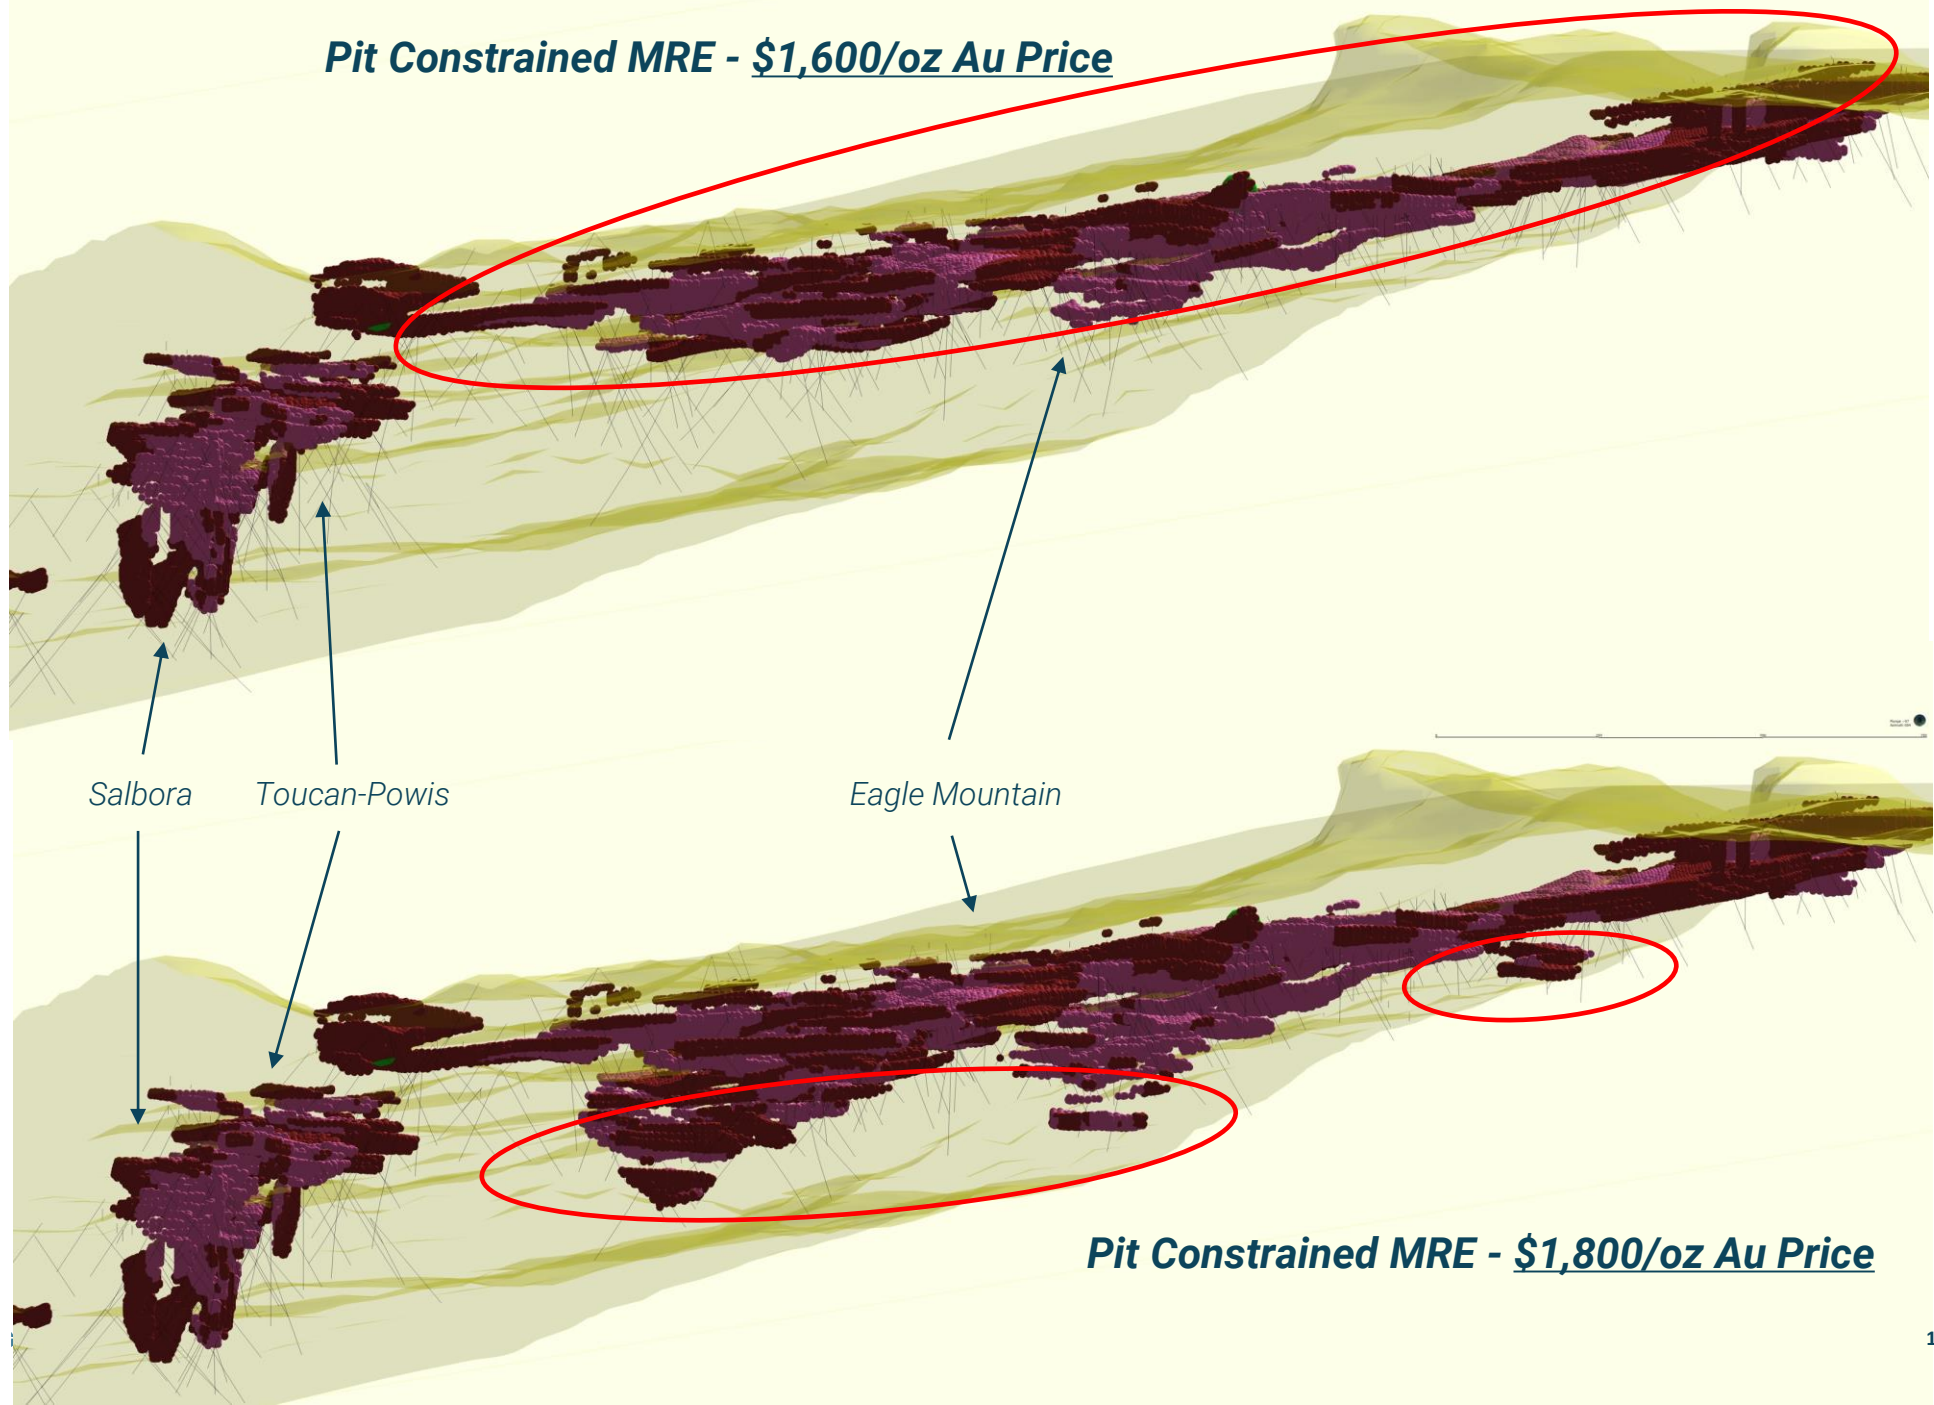 Pit Constrained MRE - $1,600/oz Au Price
Salbora
Toucan-Powis
Eagle Mountain
Pit Constrained MRE - $1,800/oz Au Price
1